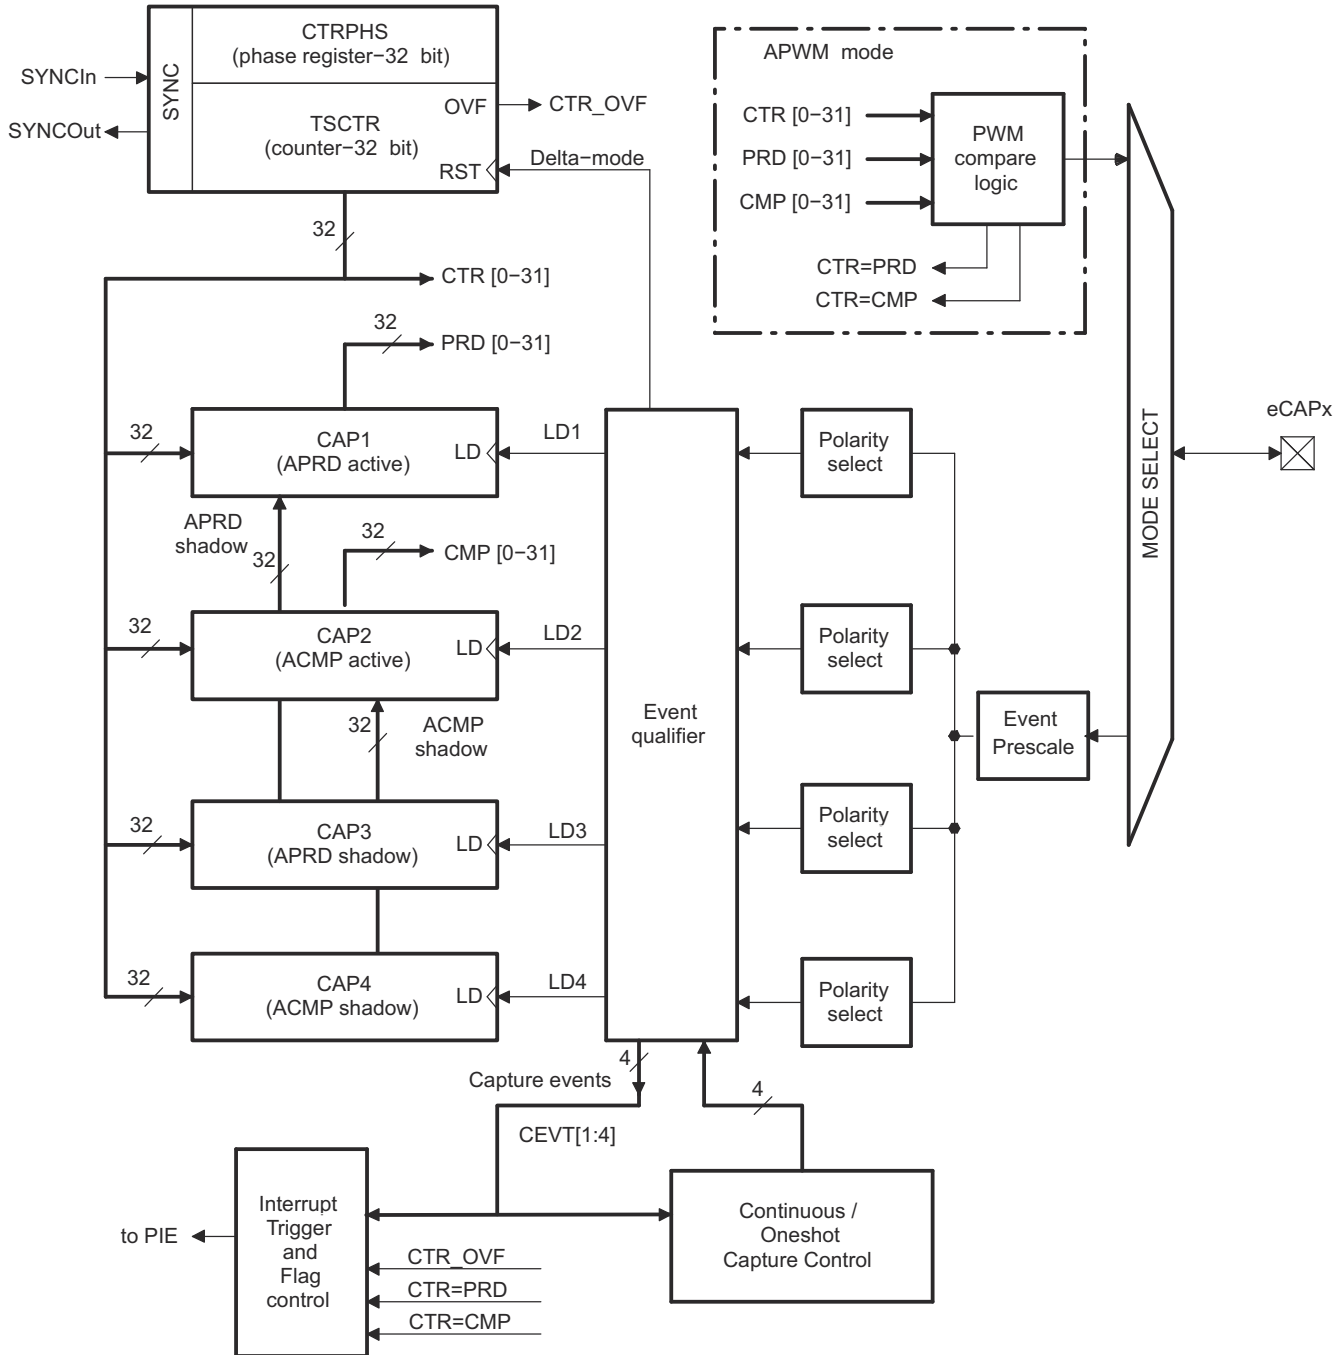 CTRPHS
(phase register−32 bit)
SYNC
SYNCIn
SYNCOut
OVF
CTR_OVF
TSCTR
(counter−32 bit)
RST
Delta−mode
32
CTR [0−31]
32
PRD [0−31]
APWM mode
CTR [0−31]
PRD [0−31]
CMP [0−31]
PWM
compare
logic
CTR=PRD
CTR=CMP
32
CAP1
(APRD active)
LD
LD1
APRD
shadow
32
32
CMP [0−31]
32
CAP2
(ACMP active)
LD
LD2
32
ACMP
shadow
32
CAP3
(APRD shadow)
LD
LD3
32
CAP4
(ACMP shadow)
LD
LD4
Event
qualifier
Polarity
select
Polarity
select
Polarity
select
Polarity
select
Event
Prescale
MODE SELECT
eCAPx
4
Capture events
CEVT[1:4]
4
Interrupt
Trigger
and
Flag
control
to PIE
CTR_OVF
CTR=PRD
CTR=CMP
Continuous /
Oneshot
Capture Control